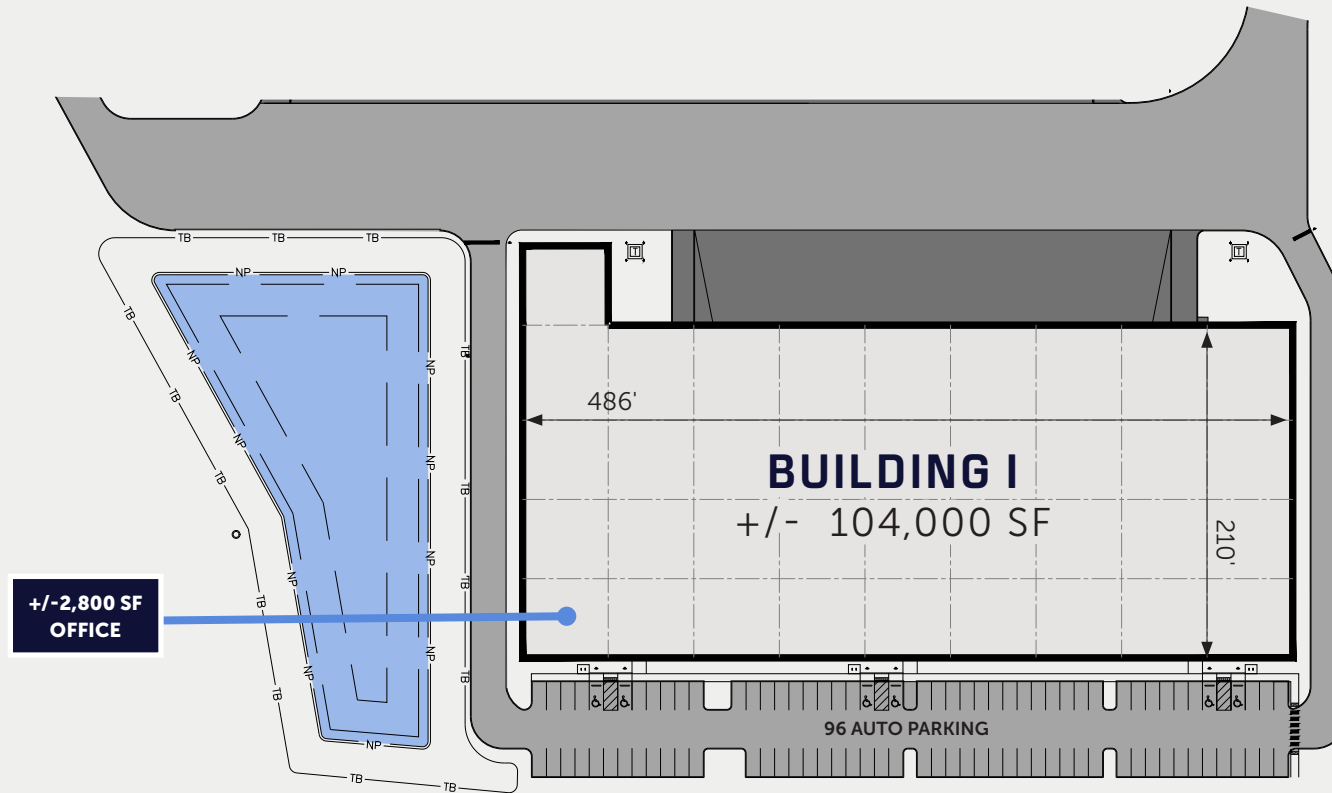 TB
TB
TB
T
T
NP
NP
TB
TB
NP
NP
TB
486'
NP
NP
TB
BUILDING I
+/- 104,000 SF
TB
210'
NP
NP
TB
TB
+/-2,800 SF
OFFICE
NP
TB
NP
TB
NP
96 AUTO PARKING
NP
TB
TB